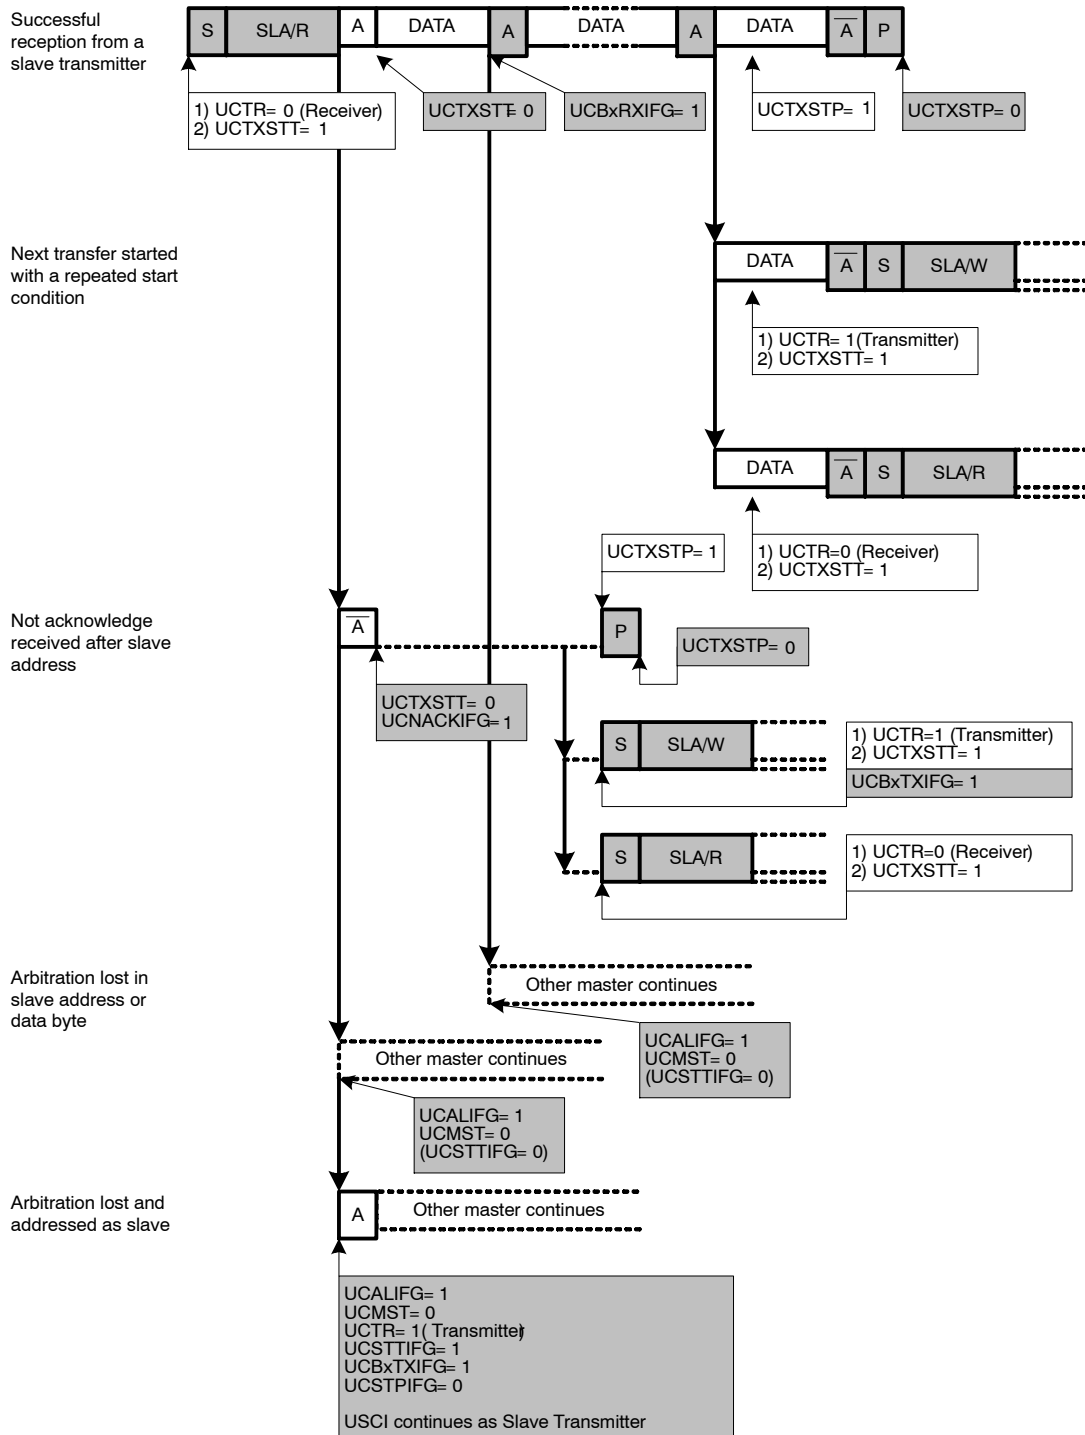 Successful
reception from a
slave transmitter
S SLA/R A DATA A DATA A DATA A P
1) UCTR= 0 (Receiver)
2) UCTXSTT= 1
UCTXSTT= 0
UCBxRXIFG= 1
UCTXSTP= 1
UCTXSTP= 0
Next transfer started
with a repeated start
condition
DATA A S SLA/W
1) UCTR= 1(Transmitter)
2) UCTXSTT= 1
DATA A S SLA/R
1) UCTR=0 (Receiver)
2) UCTXSTT= 1
UCTXSTP= 1
Not acknowledge
received after slave
address
A P
UCTXSTP= 0
UCTXSTT= 0
UCNACKIFG= 1
S SLA/W
1) UCTR=1 (Transmitter)
2) UCTXSTT= 1
UCBxTXIFG= 1
S SLA/R
1) UCTR=0 (Receiver)
2) UCTXSTT= 1
Arbitration lost in
slave address or
data byte
Other master continues
UCALIFG= 1
UCMST= 0
(UCSTTIFG= 0)
Other master continues
UCALIFG= 1
UCMST= 0
(UCSTTIFG= 0)
Arbitration lost and
addressed as slave
A Other master continues
UCALIFG= 1
UCMST= 0
UCTR= 1( Transmitter)
UCSTTIFG= 1
UCBxTXIFG= 1
UCSTPIFG= 0
USCI continues as Slave Transmitter